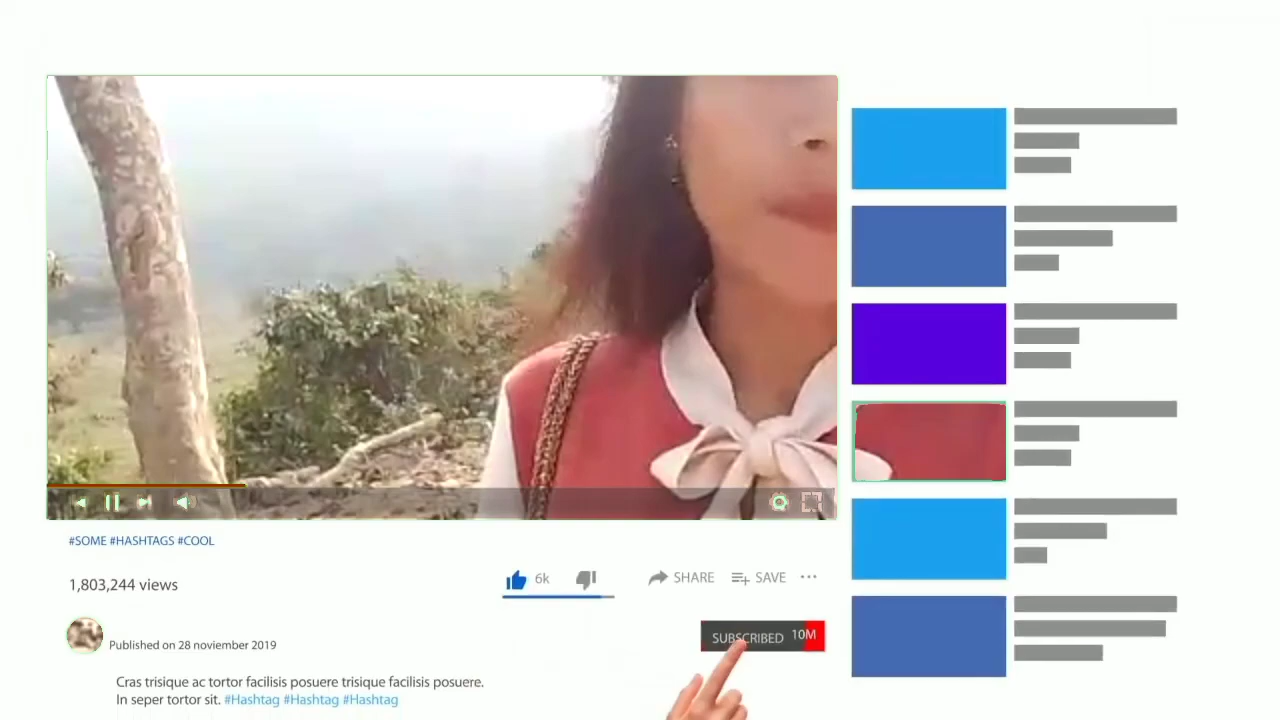 #SOME #HASHTAGS #COOL
1,803,244 views
6k
SHARE
SAVE
Published on 28 noviember 2019
SUBSCRIBED 10M
Cras trisique ac tortor facilisis posuere trisique facilisis posuere.
In seper tortor sit. #Hashtag #Hashtag #Hashtag